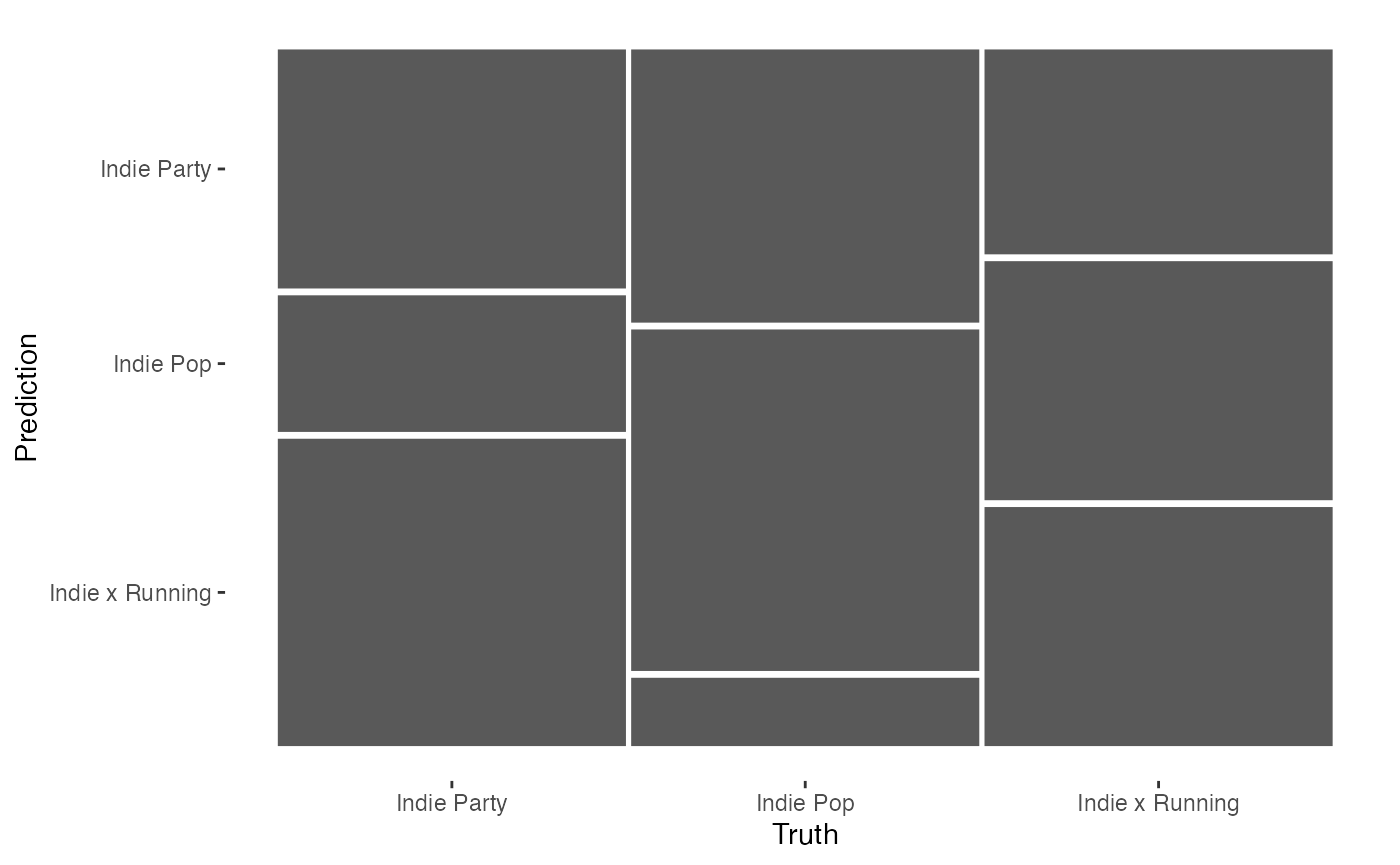 Prediction
Indie Party
Indie Pop
Indie x Running
Indie Party
Indie Pop
Indie x Running
Truth